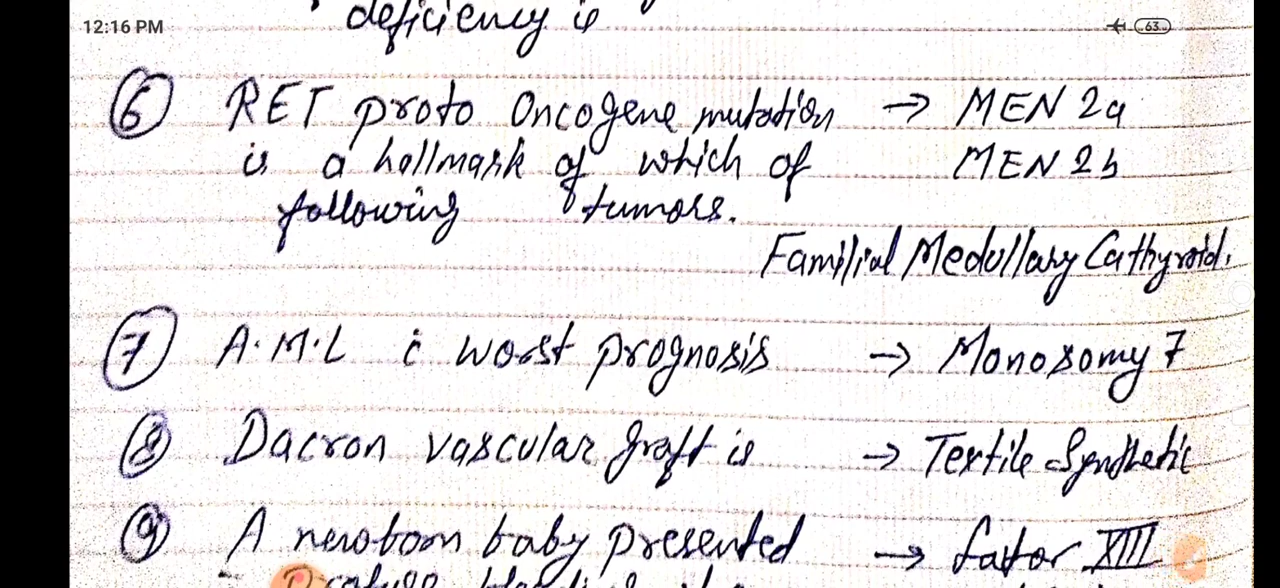 12:16 PM
63
deficiency is
6 RET proto Oncogene mutation → MEN 2a
is a hallmark of which of MEN 2b
following tumors.
Familial Medullary Ca thyroid.
7 A.M.L c̄ worst prognosis → Monosomy 7
8 Dacron vascular graft is → Textile Synthetic
9 A newborn baby presented → factor XIII